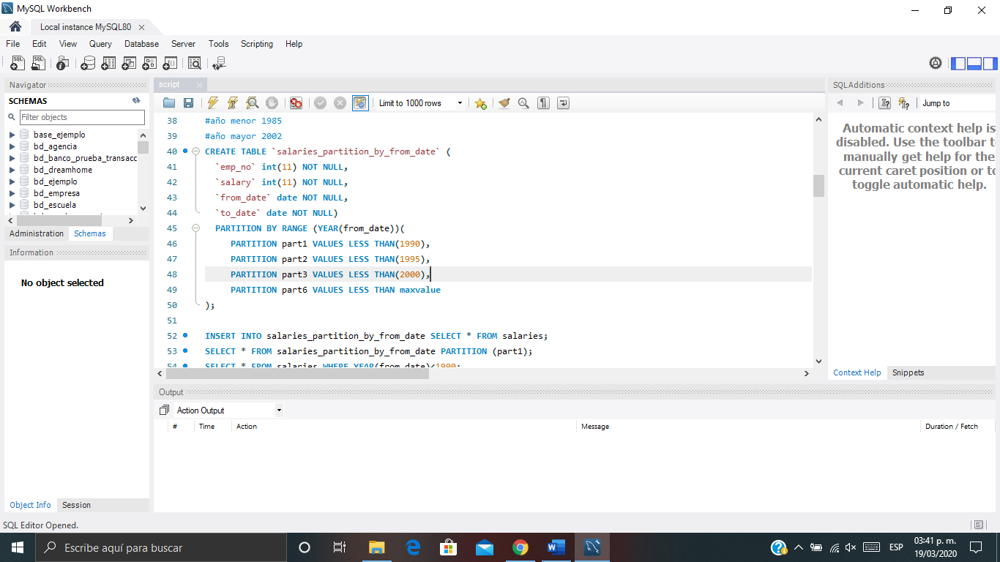 MySQL Workbench
Local instance MySQL80
File Edit View Query Database Server Tools Scripting Help
Navigator
SCHEMAS
Filter objects
base_ejemplo
bd_agencia
bd_banco_prueba_transacc
bd_dreamhome
bd_ejemplo
bd_empresa
bd_escuela
Administration Schemas
Information
No object selected
Object Info Session
script
Limit to 1000 rows
38 #año menor 1985
39 #año mayor 2002
40 CREATE TABLE `salaries_partition_by_from_date` (
41 `emp_no` int(11) NOT NULL,
42 `salary` int(11) NOT NULL,
43 `from_date` date NOT NULL,
44 `to_date` date NOT NULL)
45 PARTITION BY RANGE (YEAR(from_date))(
46 PARTITION part1 VALUES LESS THAN(1990),
47 PARTITION part2 VALUES LESS THAN(1995),
48 PARTITION part3 VALUES LESS THAN(2000),
49 PARTITION part6 VALUES LESS THAN maxvalue
50 );
51
52 INSERT INTO salaries_partition_by_from_date SELECT * FROM salaries;
53 SELECT * FROM salaries_partition_by_from_date PARTITION (part1);
54 SELECT * FROM salaries WHERE YEAR(from_date)<1990;
SQL Additions
Jump to
Automatic context help is
disabled. Use the toolbar t
manually get help for the
current caret position or to
toggle automatic help.
Context Help Snippets
Output
Action Output
# Time Action Message Duration / Fetch
SQL Editor Opened.
Escribe aquí para buscar
ESP
03:41 p. m.
19/03/2020